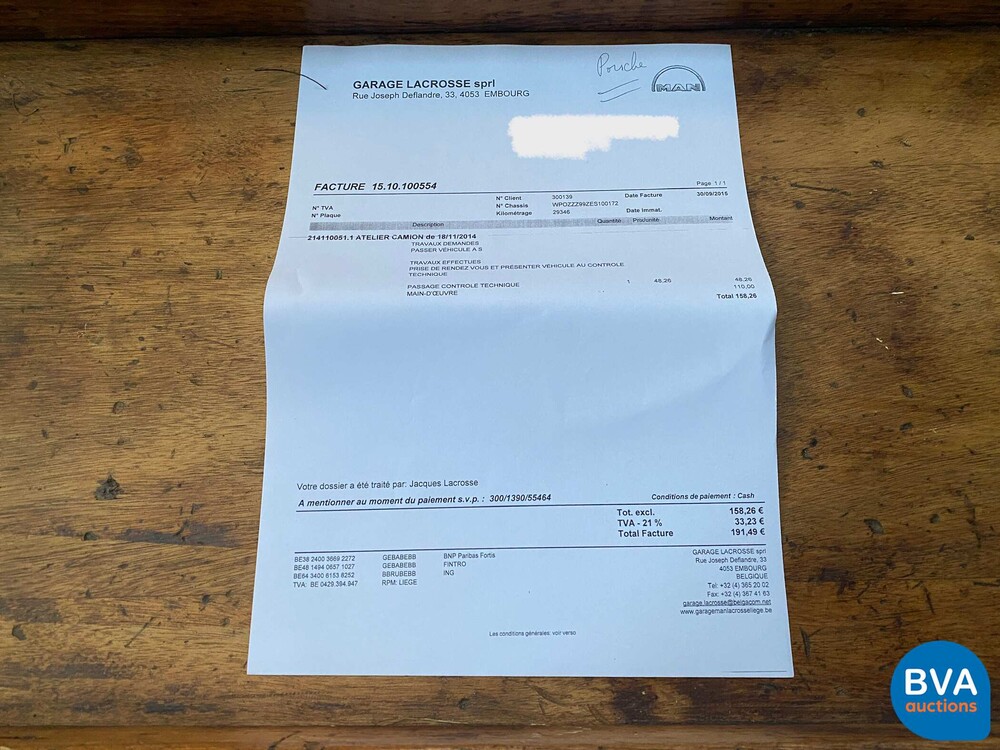 Porsche
MAN
GARAGE LACROSSE sprl
Rue Joseph Deflandre, 33, 4053 EMBOURG
FACTURE 15.10.100554
Page 1 / 1
N° Client 300139 Date Facture 30/09/2015
N° TVA N° Chassis WPOZZZ99ZES100172
N° Plaque Kilométrage 29346 Date Immat.
Description Quantité Prix/unité Montant
214110051.1 ATELIER CAMION de 18/11/2014
TRAVAUX DEMANDES
PASSER VÉHICULE A S
TRAVAUX EFFECTUES
PRISE DE RENDEZ VOUS ET PRÉSENTER VÉHICULE AU CONTROLE
TECHNIQUE
PASSAGE CONTROLE TECHNIQUE 1 48,26 48,26
MAIN-D'ŒUVRE 110,00
Total 158,26
Votre dossier a été traité par: Jacques Lacrosse
A mentionner au moment du paiement s.v.p. : 300/1390/55464
Conditions de paiement : Cash
Tot. excl. 158,26 €
TVA - 21 % 33,23 €
Total Facture 191,49 €
BE38 2400 3669 2272 GEBABEBB BNP Paribas Fortis
BE48 1494 0657 1027 GEBABEBB FINTRO
BE64 3400 6153 8252 BBRUBEBB ING
TVA: BE 0429.394.947 RPM: LIEGE
GARAGE LACROSSE sprl
Rue Joseph Deflandre, 33
4053 EMBOURG
BELGIQUE
Tel: +32 (4) 365 20 02
Fax: +32 (4) 367 41 63
garage.lacrosse@belgacom.net
www.garagemanlacrosseliege.be
Les conditions générales: voir verso
BVA
auctions